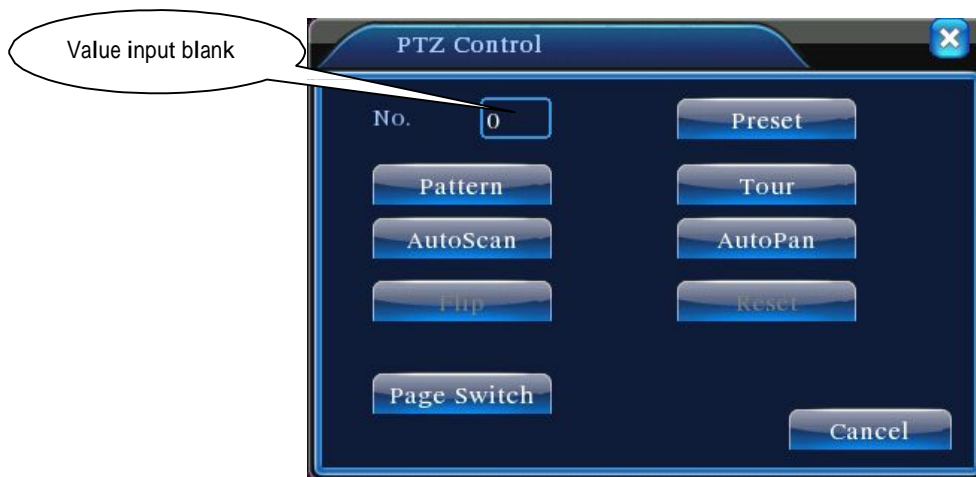 Value input blank
PTZ Control
No. 0 Preset
Pattern Tour
AutoScan AutoPan
Flip Reset
Page Switch
Cancel